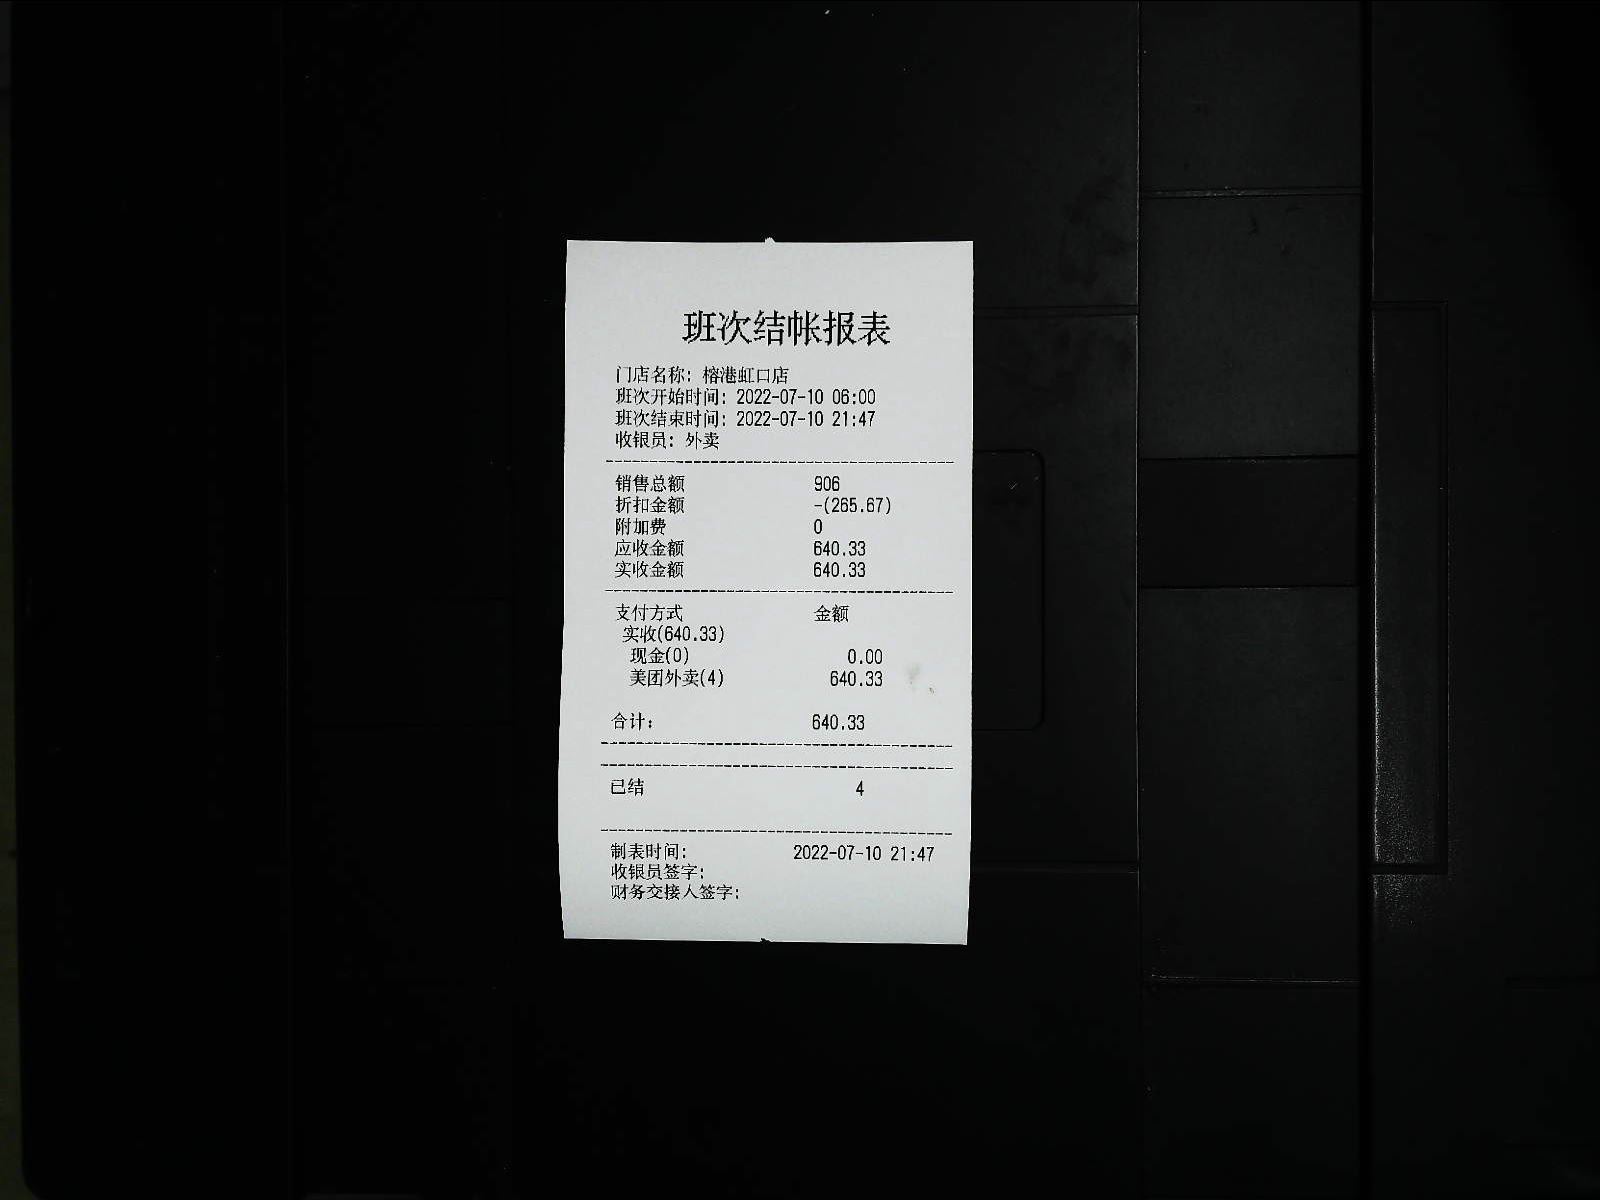 班次结帐报表
门店名称: 榕港虹口店
班次开始时间: 2022-07-10 06:00
班次结束时间: 2022-07-10 21:47
收银员: 外卖
销售总额 906
折扣金额 -(265.67)
附加费 0
应收金额 640.33
实收金额 640.33
支付方式 金额
实收(640.33)
现金(0) 0.00
美团外卖(4) 640.33
合计: 640.33
已结 4
制表时间: 2022-07-10 21:47
收银员签字:
财务交接人签字: